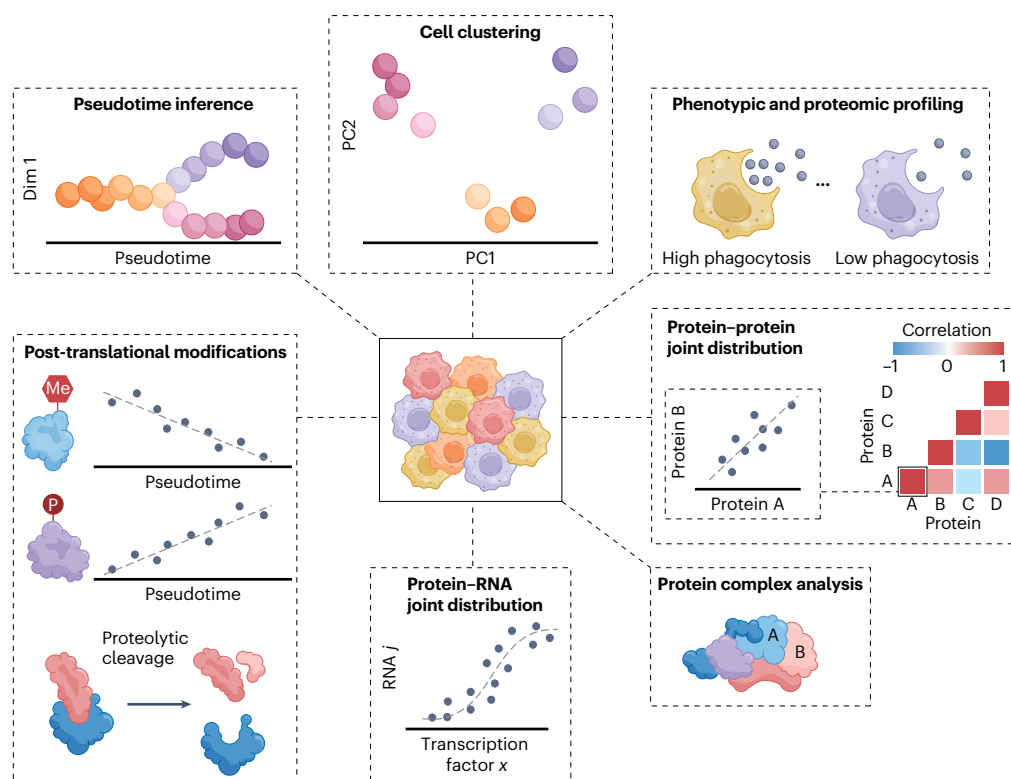 Cell clustering
PC2
PC1
Pseudotime inference
Dim 1
Pseudotime
Phenotypic and proteomic profiling
...
High phagocytosis
Low phagocytosis
Post-translational modifications
Me
Pseudotime
P
Pseudotime
Proteolytic
cleavage
Protein–protein
joint distribution
Protein B
Protein A
Correlation
–1 0 1
Protein
D
C
B
A
A B C D
Protein
Protein–RNA
joint distribution
RNA j
Transcription
factor x
Protein complex analysis
A
B